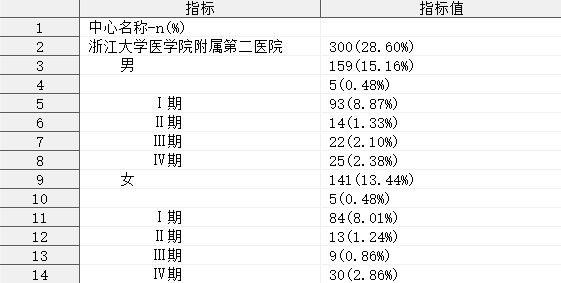 指标 指标值
1 中心名称-n(%)
2 浙江大学医学院附属第二医院 300(28.60%)
3 男 159(15.16%)
4 5(0.48%)
5 Ⅰ期 93(8.87%)
6 Ⅱ期 14(1.33%)
7 Ⅲ期 22(2.10%)
8 Ⅳ期 25(2.38%)
9 女 141(13.44%)
10 5(0.48%)
11 Ⅰ期 84(8.01%)
12 Ⅱ期 13(1.24%)
13 Ⅲ期 9(0.86%)
14 Ⅳ期 30(2.86%)